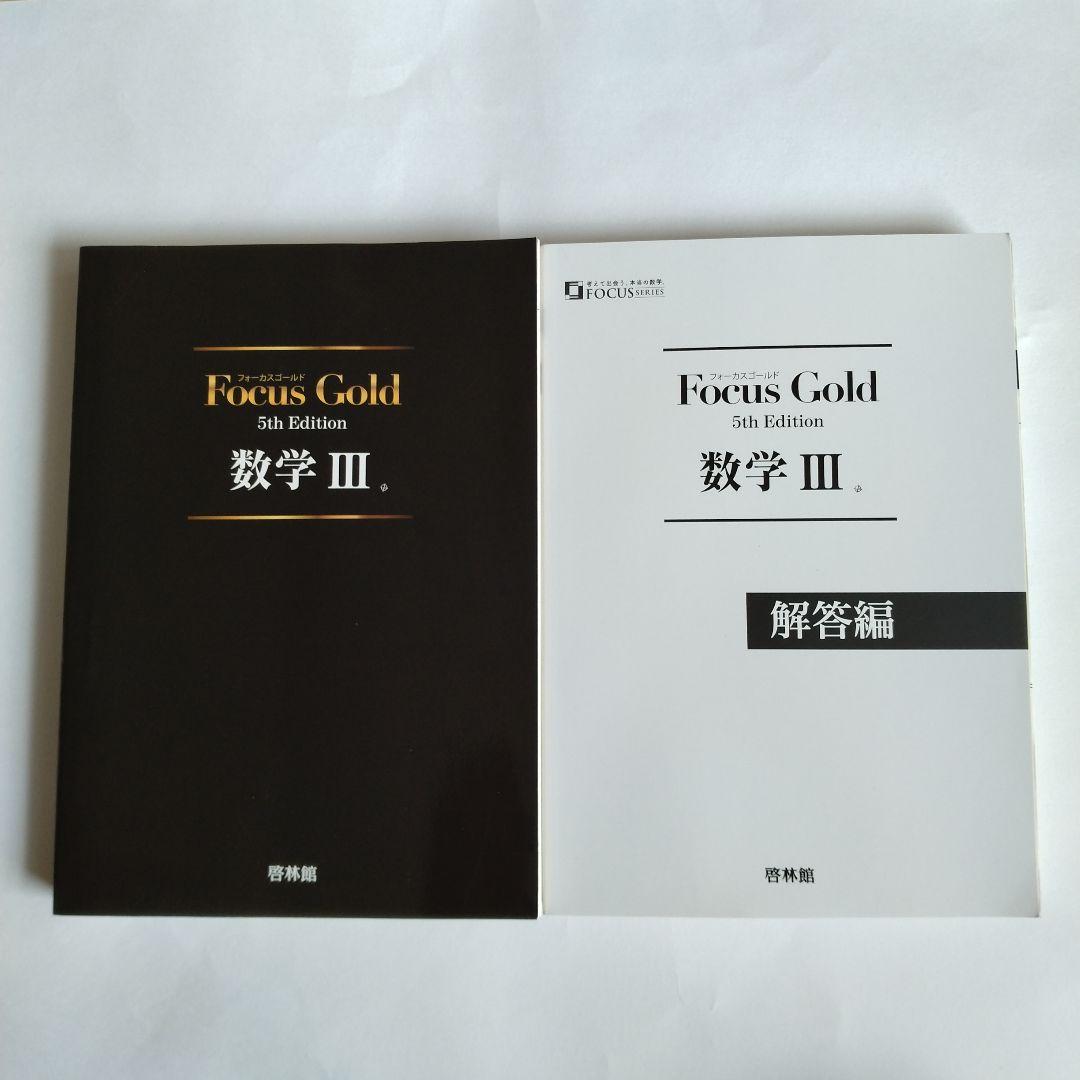 フォーカスゴールド
Focus Gold
5th Edition
数学 III
啓林館
考えて出会う、本当の数学。
FOCUS SERIES
フォーカスゴールド
Focus Gold
5th Edition
数学 III
解答編
啓林館